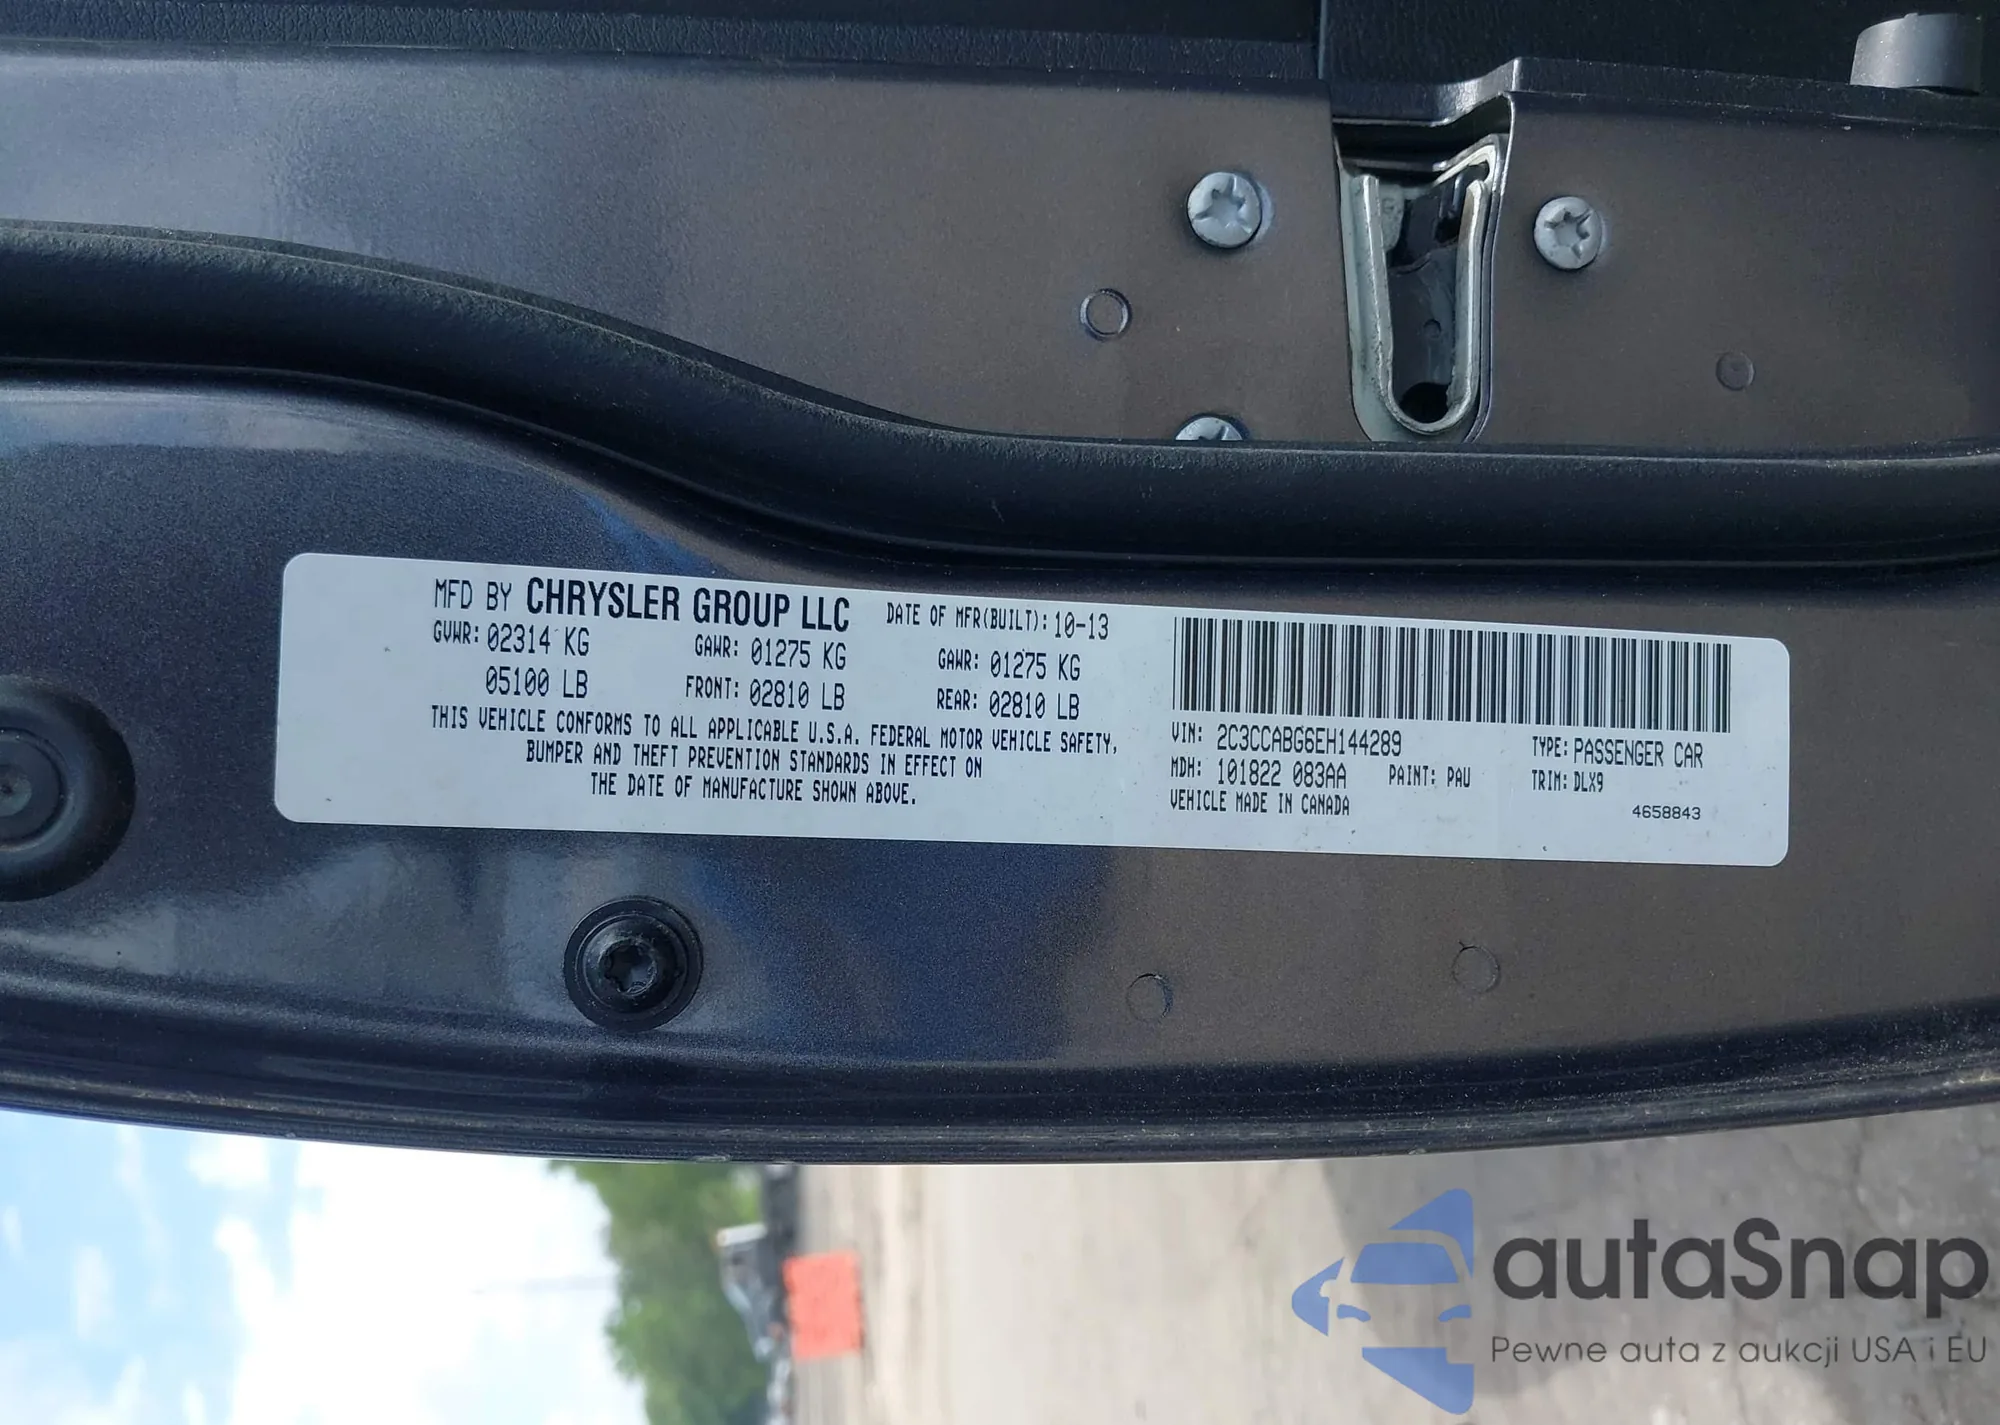 MFD BY CHRYSLER GROUP LLC DATE OF MFR(BUILT): 10-13
GVWR: 02314 KG GAWR: 01275 KG GAWR: 01275 KG
05100 LB FRONT: 02810 LB REAR: 02810 LB
THIS VEHICLE CONFORMS TO ALL APPLICABLE U.S.A. FEDERAL MOTOR VEHICLE SAFETY,
BUMPER AND THEFT PREVENTION STANDARDS IN EFFECT ON
THE DATE OF MANUFACTURE SHOWN ABOVE.
VIN: 2C3CCABG6EH144289 TYPE: PASSENGER CAR
MDH: 101822 083AA PAINT: PAU TRIM: DLX9
VEHICLE MADE IN CANADA 4658843
autaSnap
Pewne auta z aukcji USA i EU